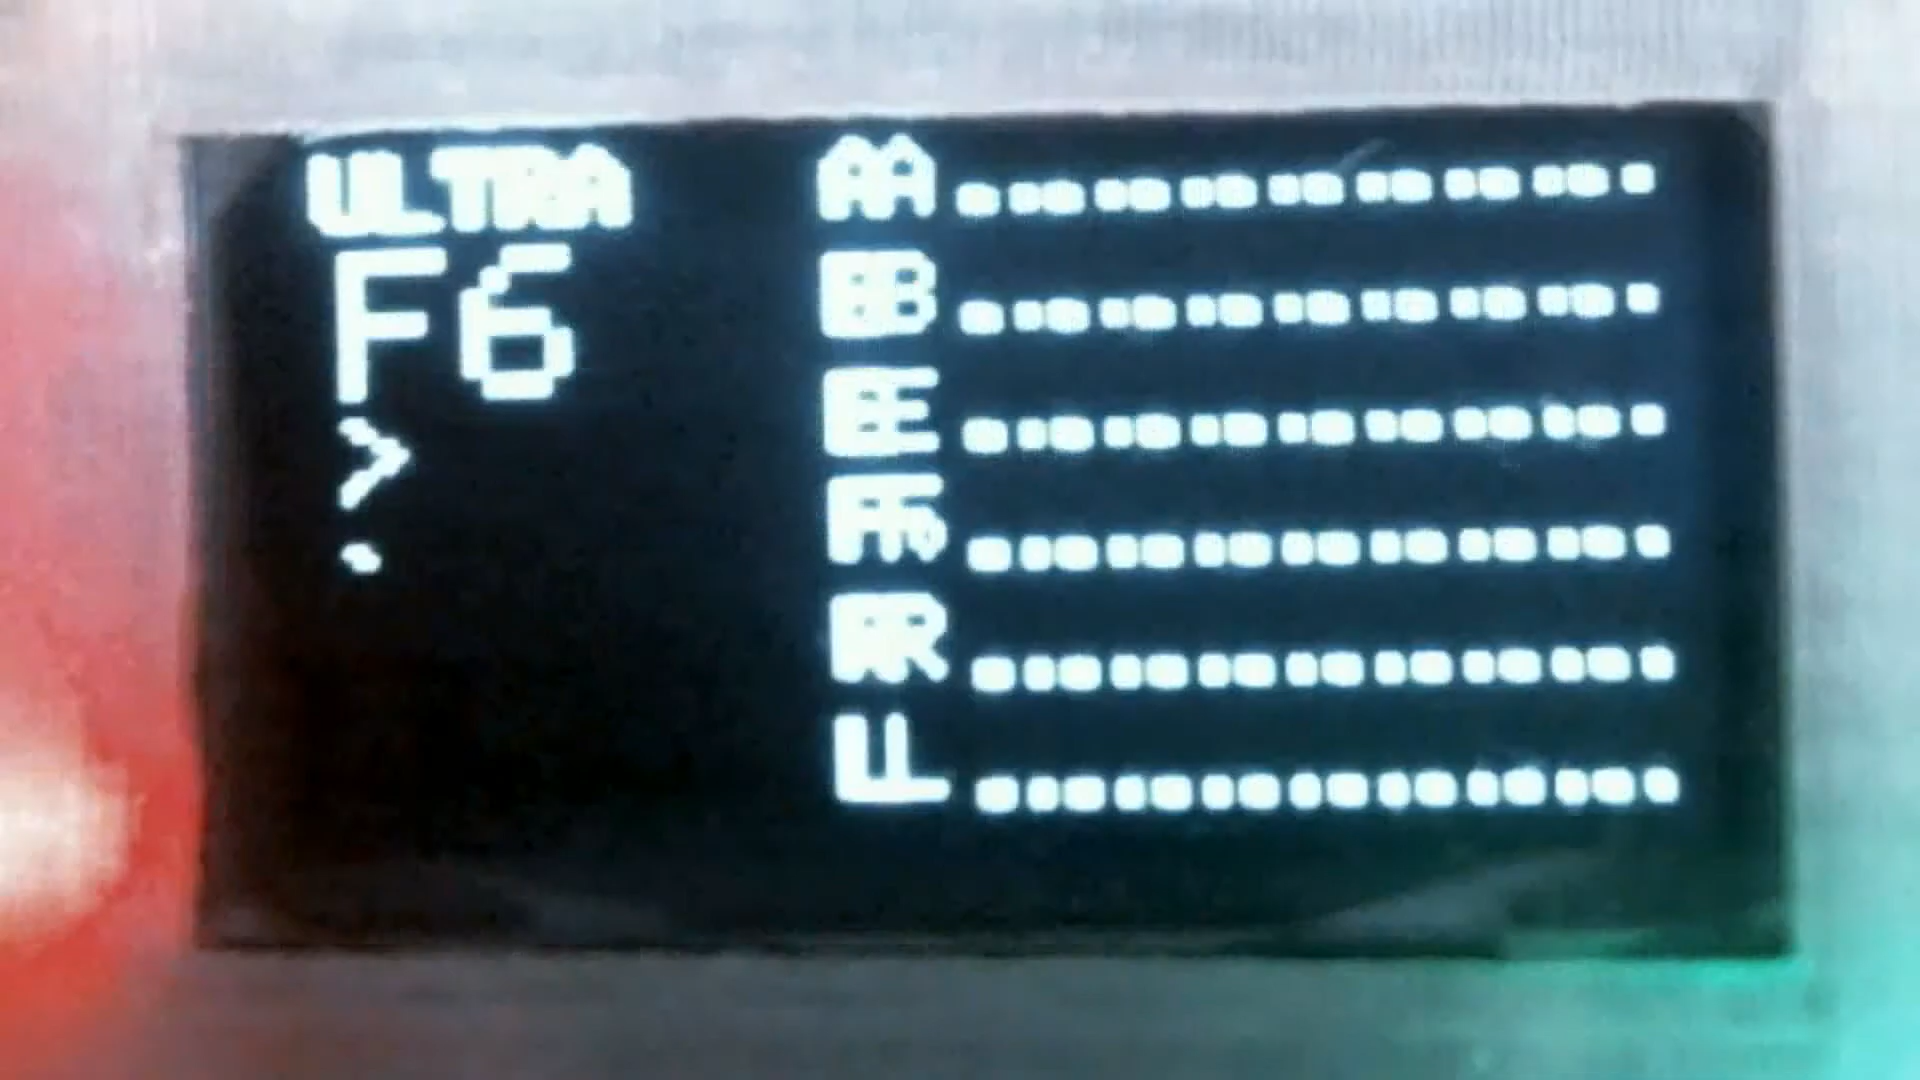 ULTRA
F6
>
.
A ................
B ................
E ................
F ................
R ................
L ................